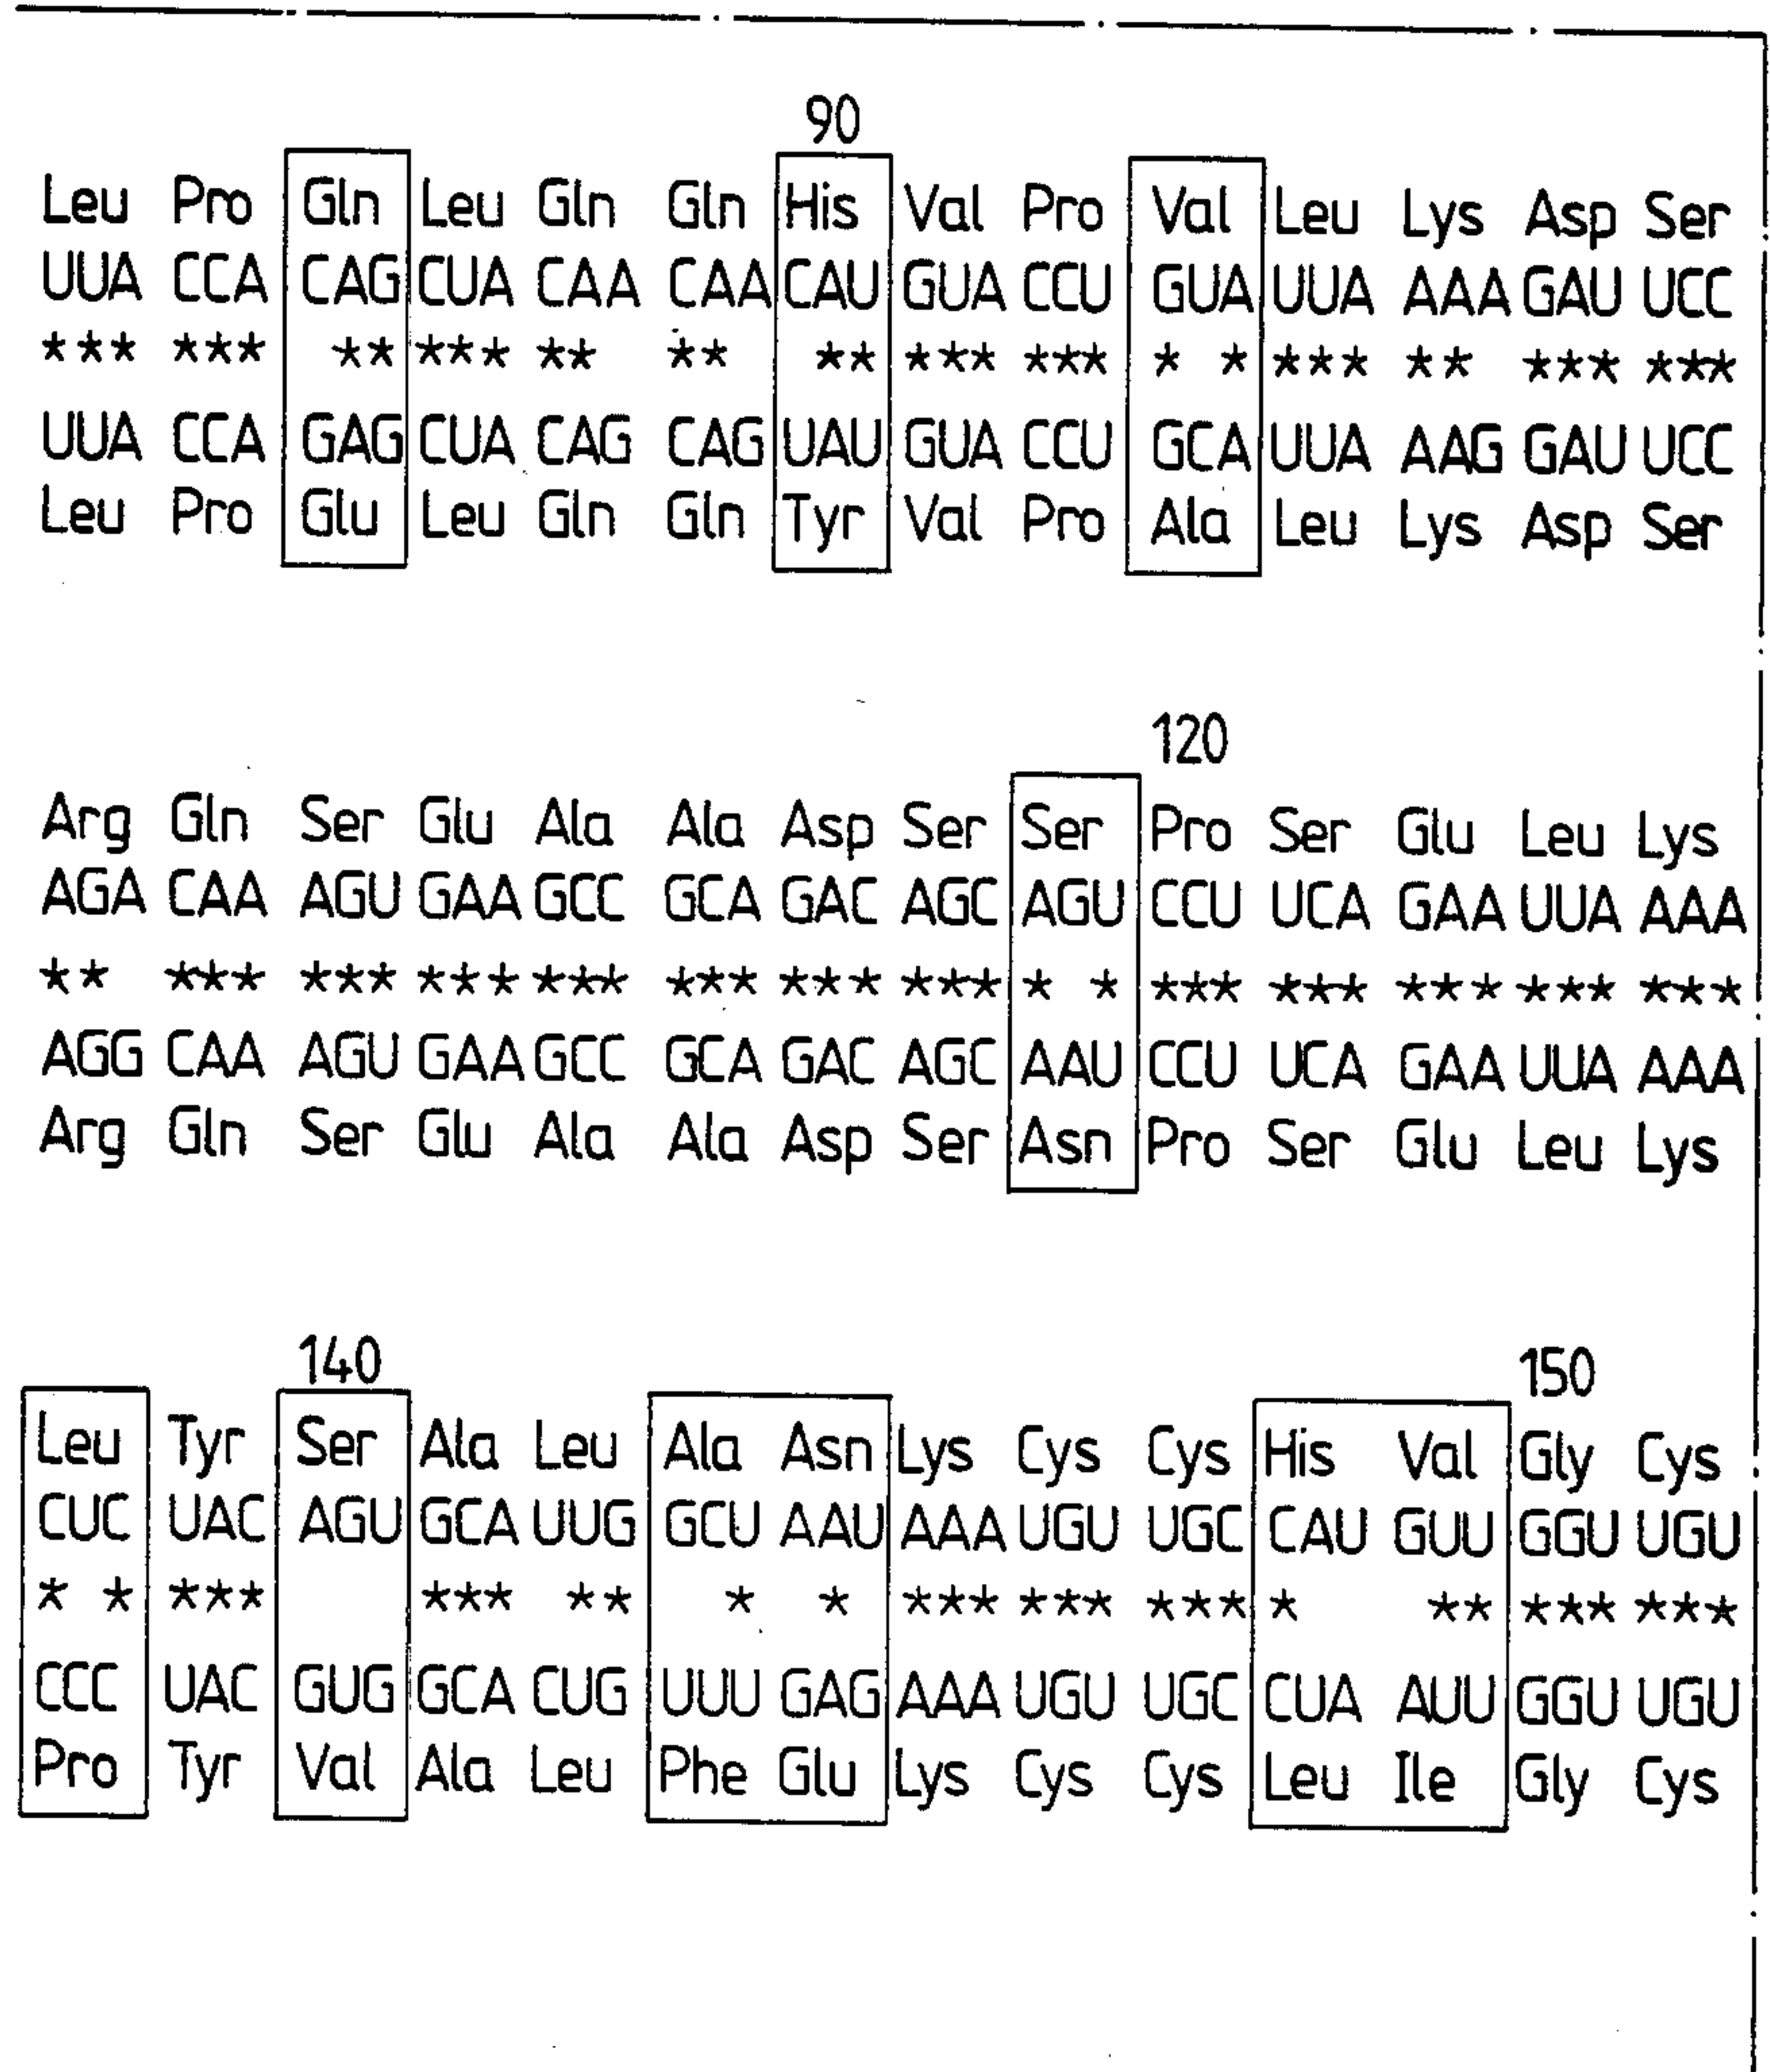 90
Leu Pro Gln Leu Gln Gln His Val Pro Val Leu Lys Asp Ser
UUA CCA CAG CUA CAA CAA CAU GUA CCU GUA UUA AAA GAU UCC
*** *** ** *** ** ** ** *** *** * * *** ** *** ***
UUA CCA GAG CUA CAG CAG UAU GUA CCU GCA UUA AAG GAU UCC
Leu Pro Glu Leu Gln Gln Tyr Val Pro Ala Leu Lys Asp Ser
120
Arg Gln Ser Glu Ala Ala Asp Ser Ser Pro Ser Glu Leu Lys
AGA CAA AGU GAA GCC GCA GAC AGC AGU CCU UCA GAA UUA AAA
** *** *** *** *** *** *** *** * * *** *** *** *** ***
AGG CAA AGU GAA GCC GCA GAC AGC AAU CCU UCA GAA UUA AAA
Arg Gln Ser Glu Ala Ala Asp Ser Asn Pro Ser Glu Leu Lys
140 150
Leu Tyr Ser Ala Leu Ala Asn Lys Cys Cys His Val Gly Cys
CUC UAC AGU GCA UUG GCU AAU AAA UGU UGC CAU GUU GGU UGU
* * *** *** ** * * *** *** *** * ** *** ***
CCC UAC GUG GCA CUG UUU GAG AAA UGU UGC CUA AUU GGU UGU
Pro Tyr Val Ala Leu Phe Glu Lys Cys Cys Leu Ile Gly Cys